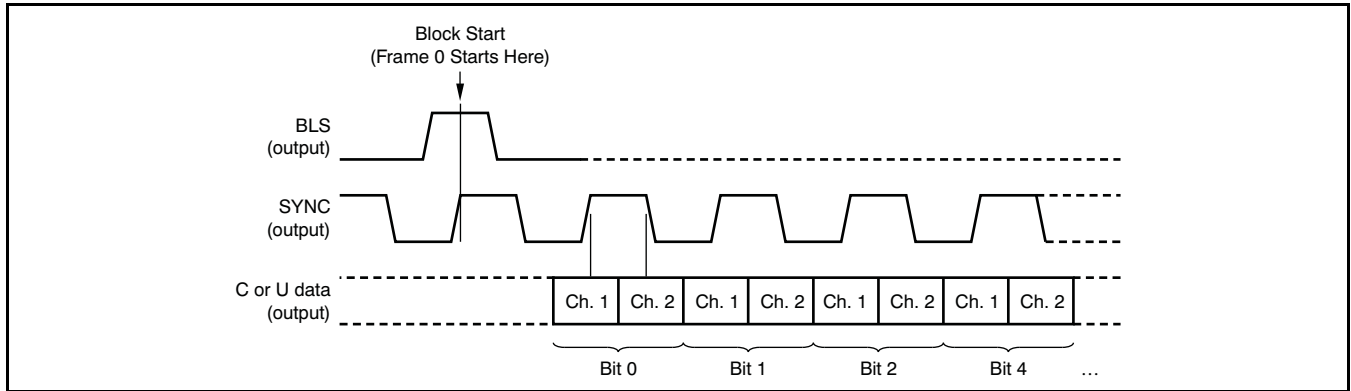 Block Start
(Frame 0 Starts Here)
BLS
(output)
SYNC
(output)
C or U data
(output)
Ch. 1 Ch. 2 Ch. 1 Ch. 2 Ch. 1 Ch. 2 Ch. 1 Ch. 2
Bit 0 Bit 1 Bit 2 Bit 4 ...